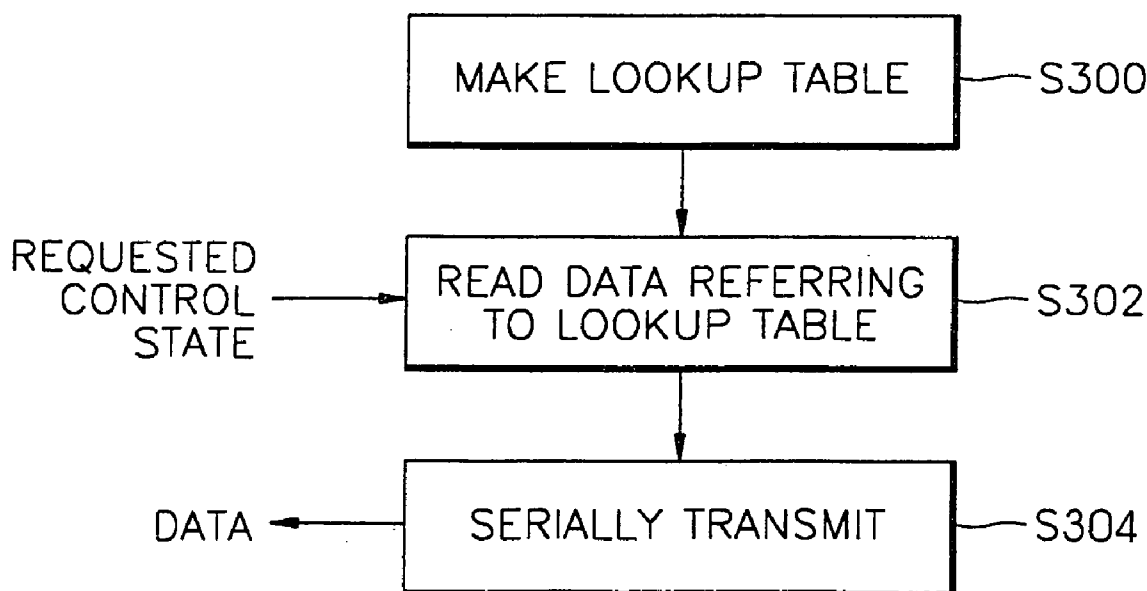 MAKE LOOKUP TABLE
S300
REQUESTED
CONTROL
STATE
READ DATA REFERRING
TO LOOKUP TABLE
S302
DATA
SERIALLY TRANSMIT
S304